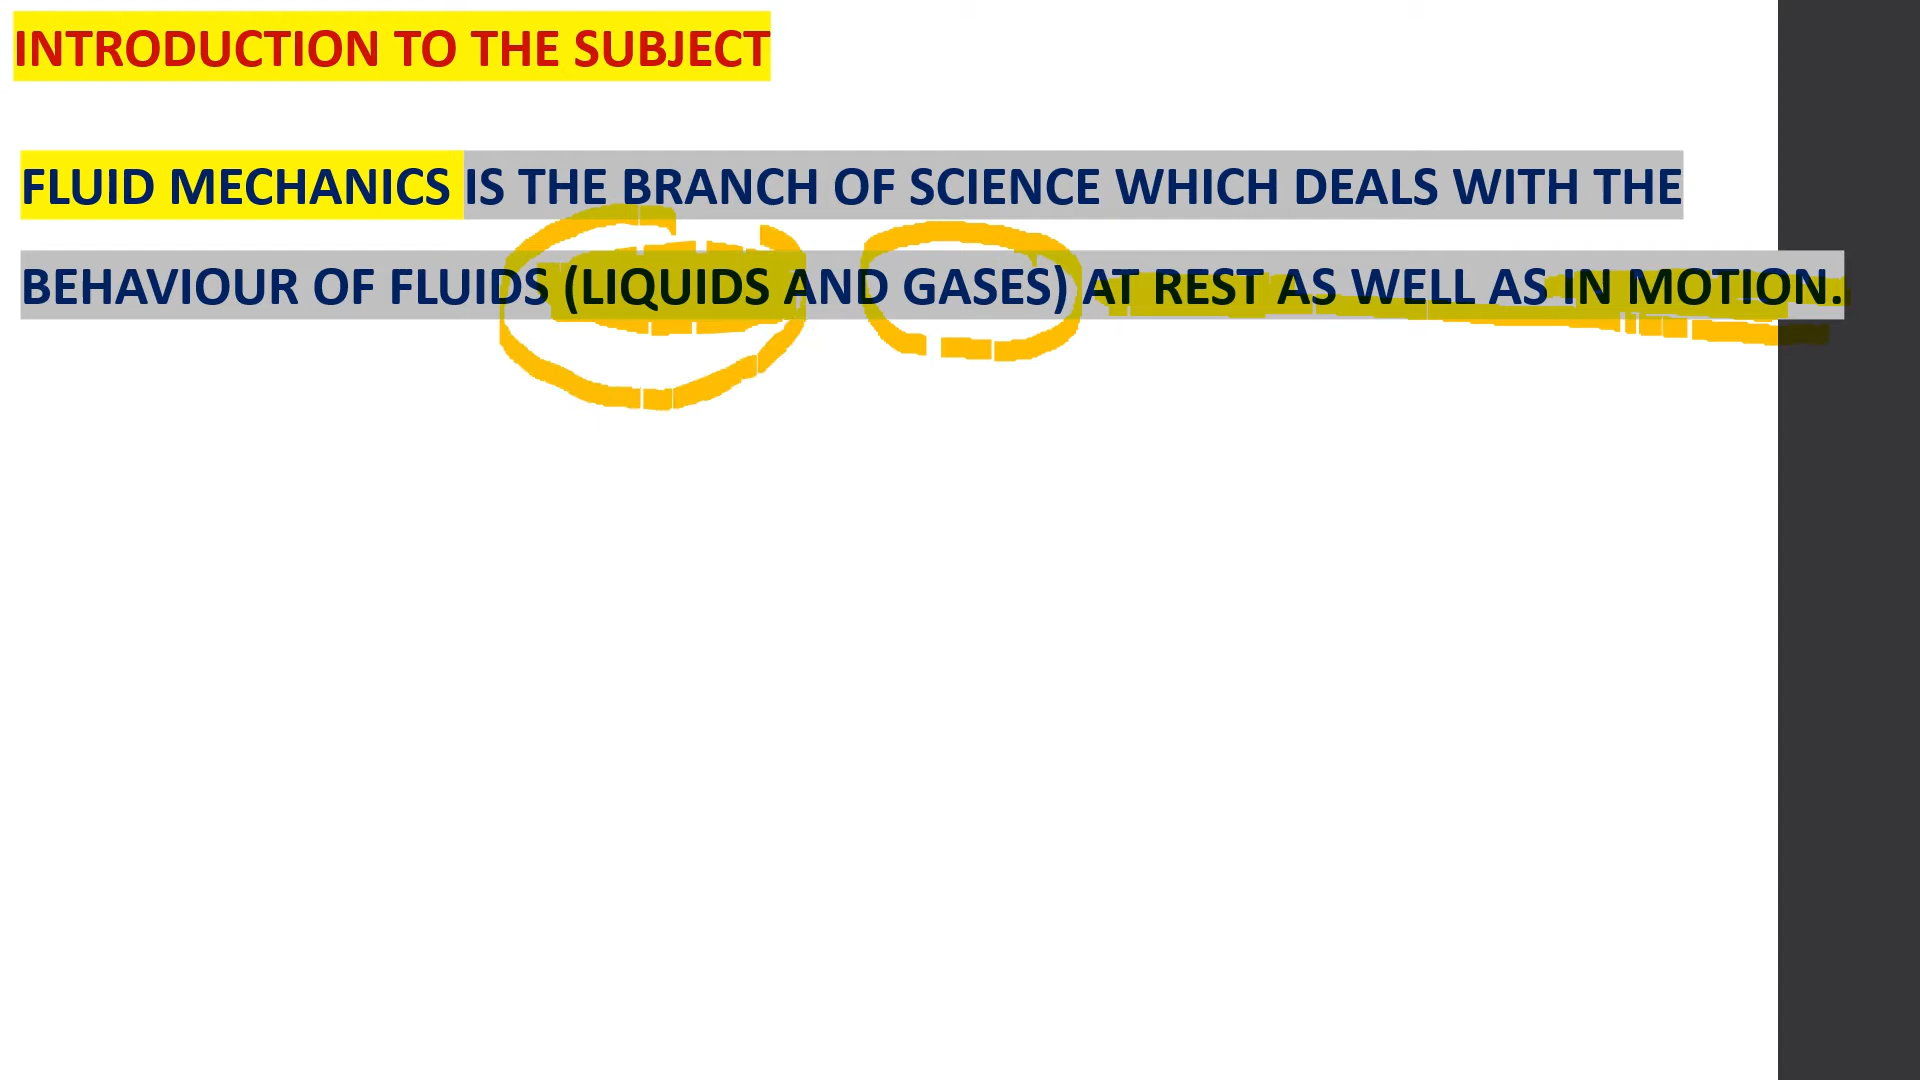 INTRODUCTION TO THE SUBJECT
FLUID MECHANICS IS THE BRANCH OF SCIENCE WHICH DEALS WITH THE
BEHAVIOUR OF FLUIDS (LIQUIDS AND GASES) AT REST AS WELL AS IN MOTION.